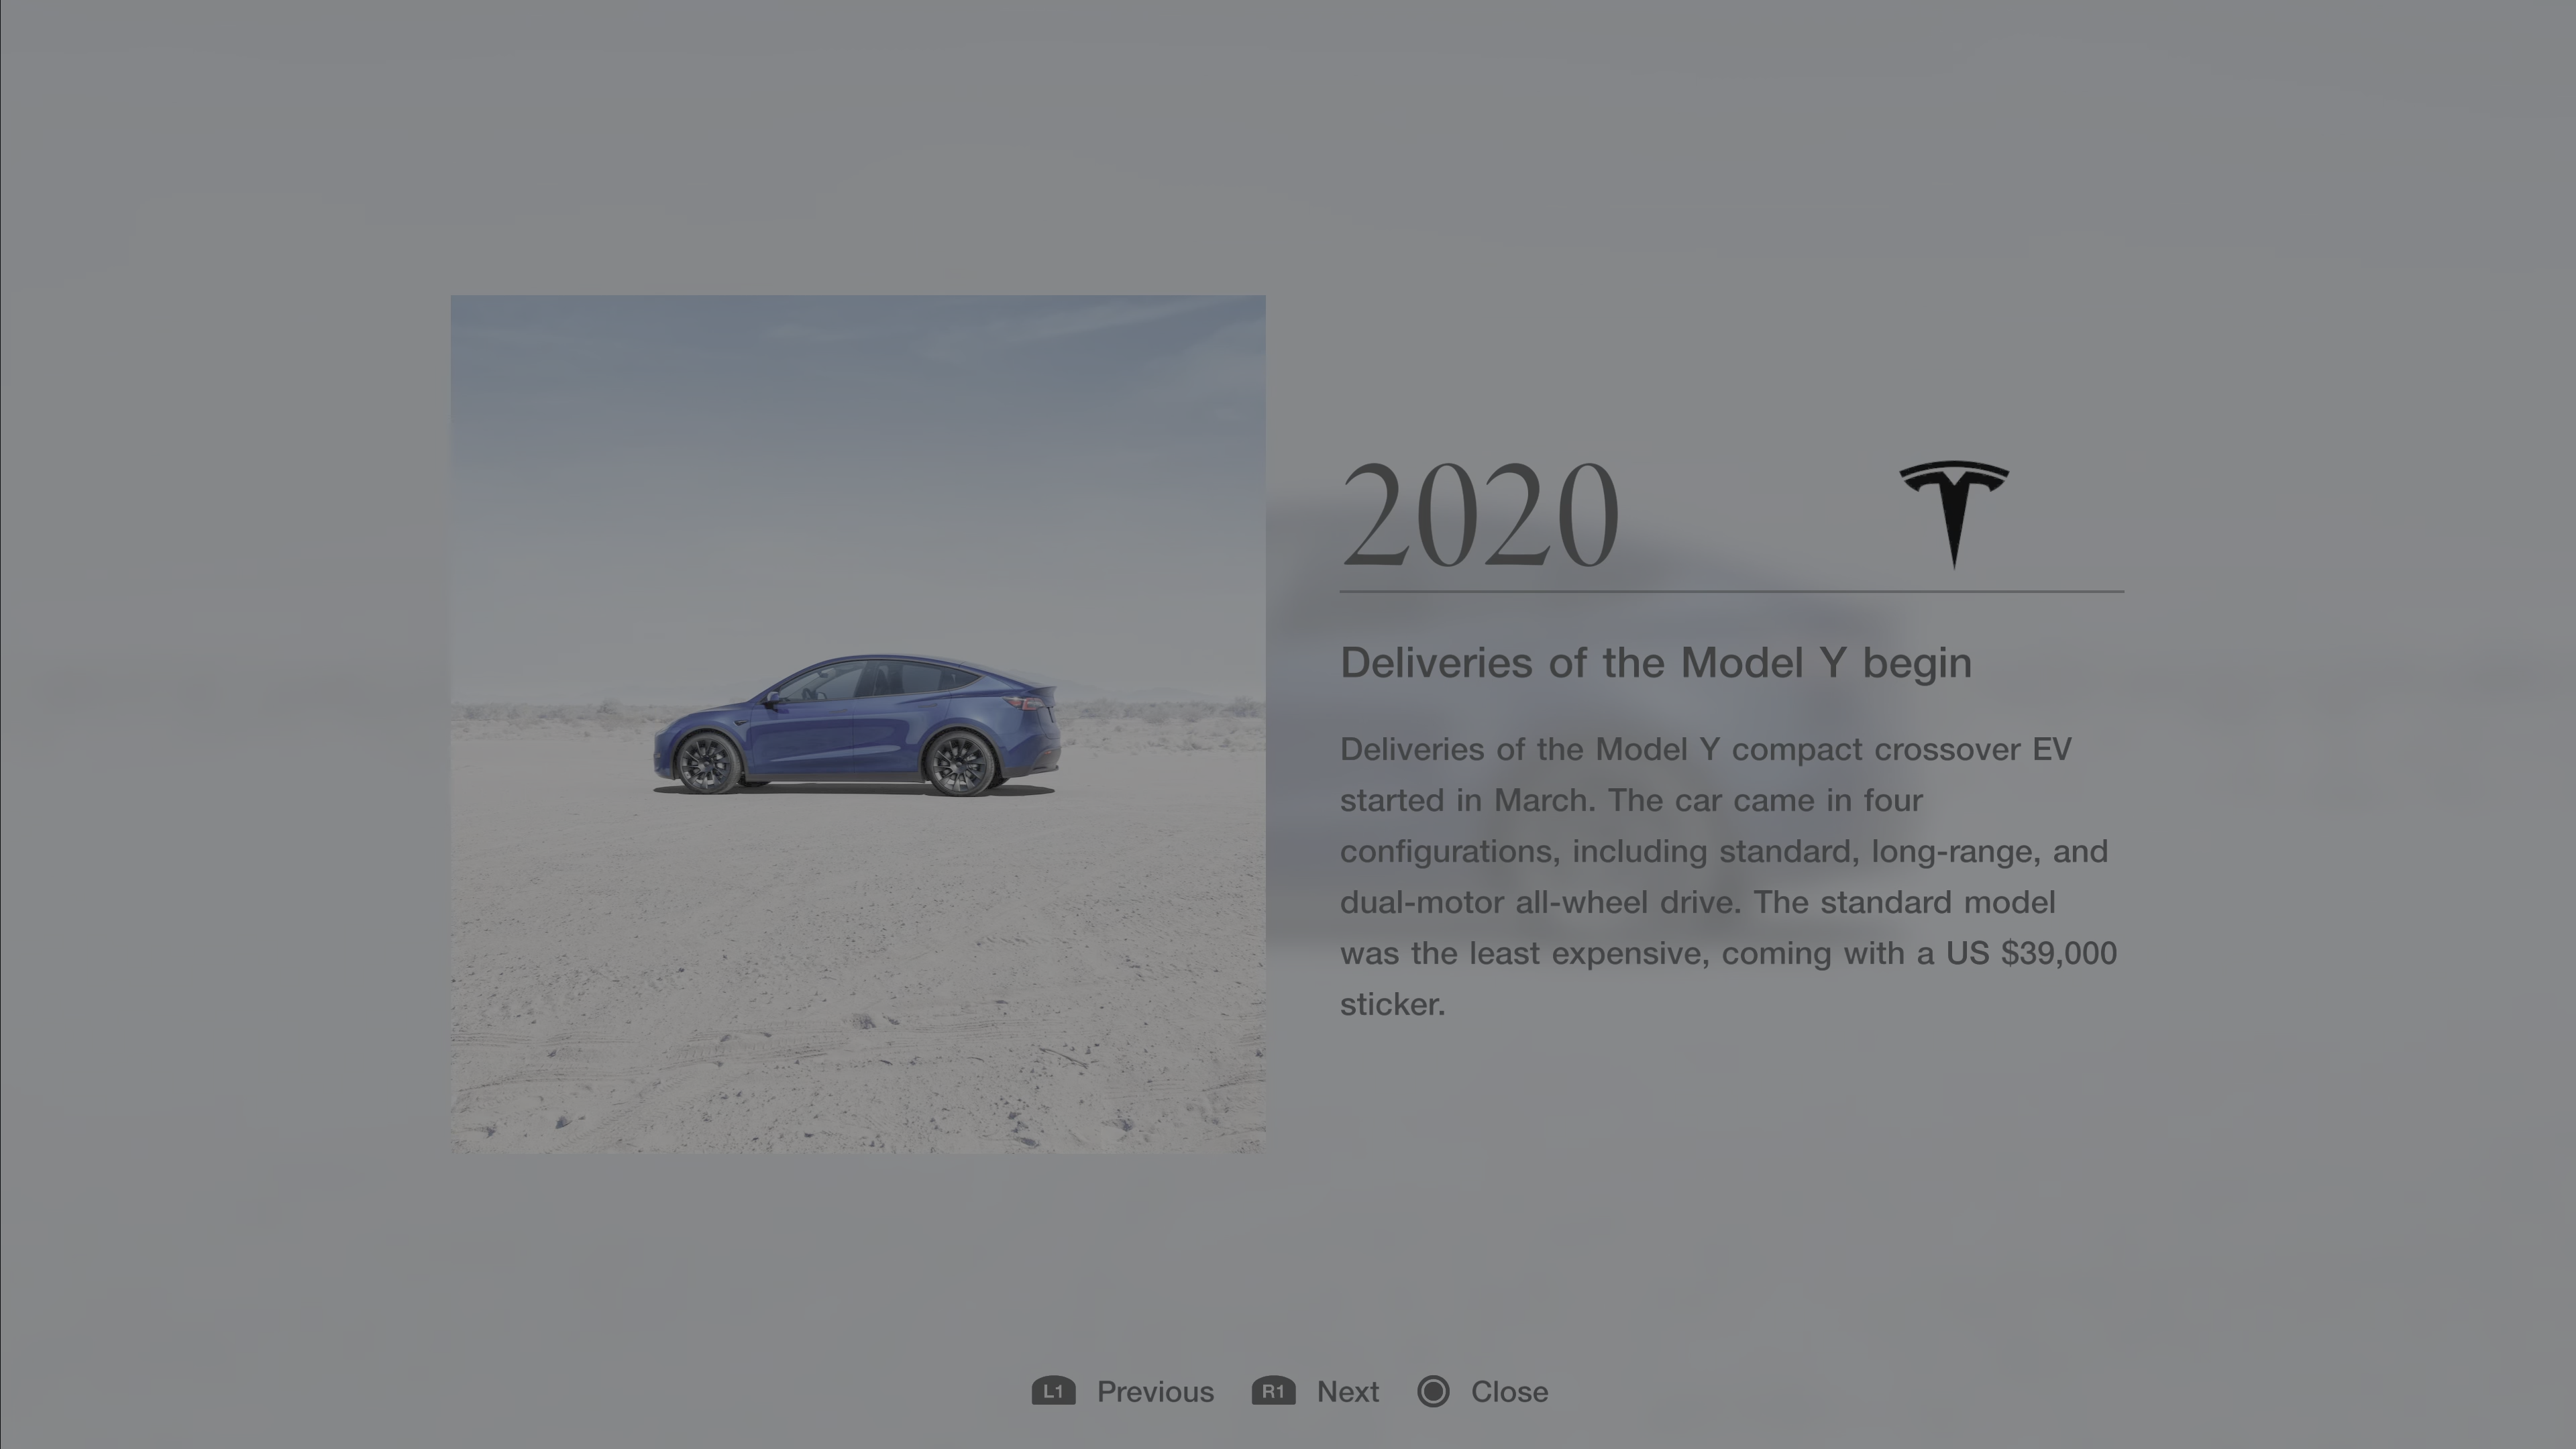 2020
Deliveries of the Model Y begin
Deliveries of the Model Y compact crossover EV
started in March. The car came in four
configurations, including standard, long-range, and
dual-motor all-wheel drive. The standard model
was the least expensive, coming with a US $39,000
sticker.
L1 Previous R1 Next Close